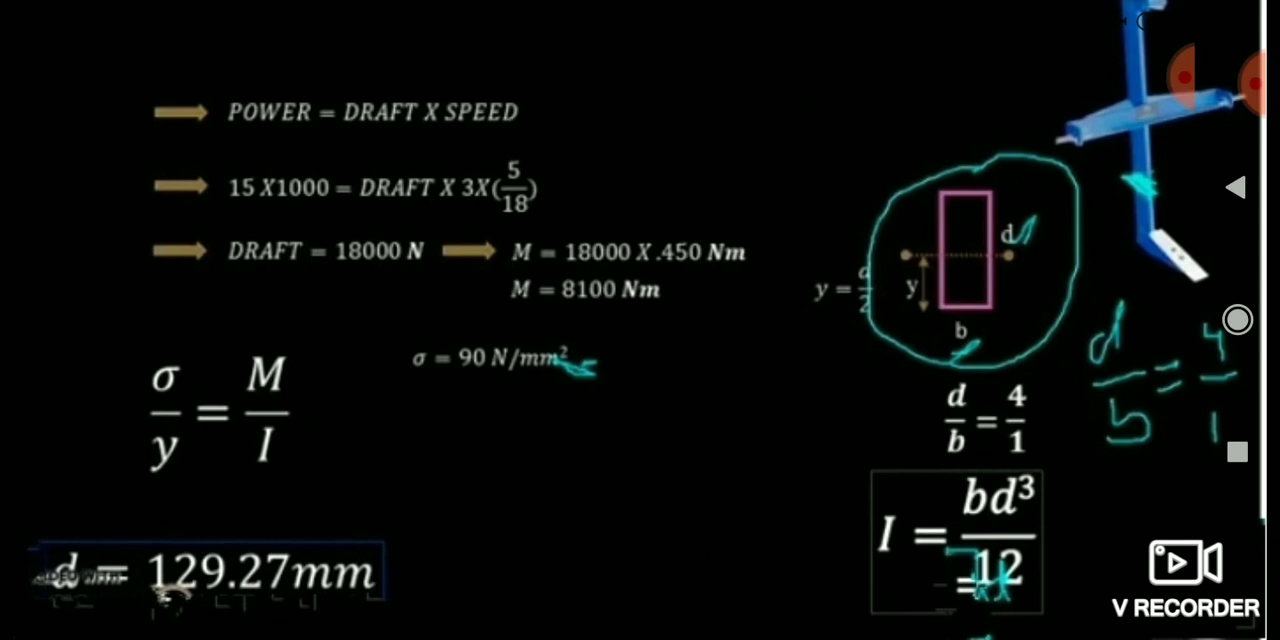 POWER = DRAFT X SPEED
15 X1000 = DRAFT X 3X(5/18)
DRAFT = 18000 N
M = 18000 X .450 Nm
M = 8100 Nm
σ = 90 N/mm²
σ/y = M/I
d = 129.27mm
d
y
b
y = d/2
d/b = 4/1
d/b = 4/1
I = bd³/12
V RECORDER